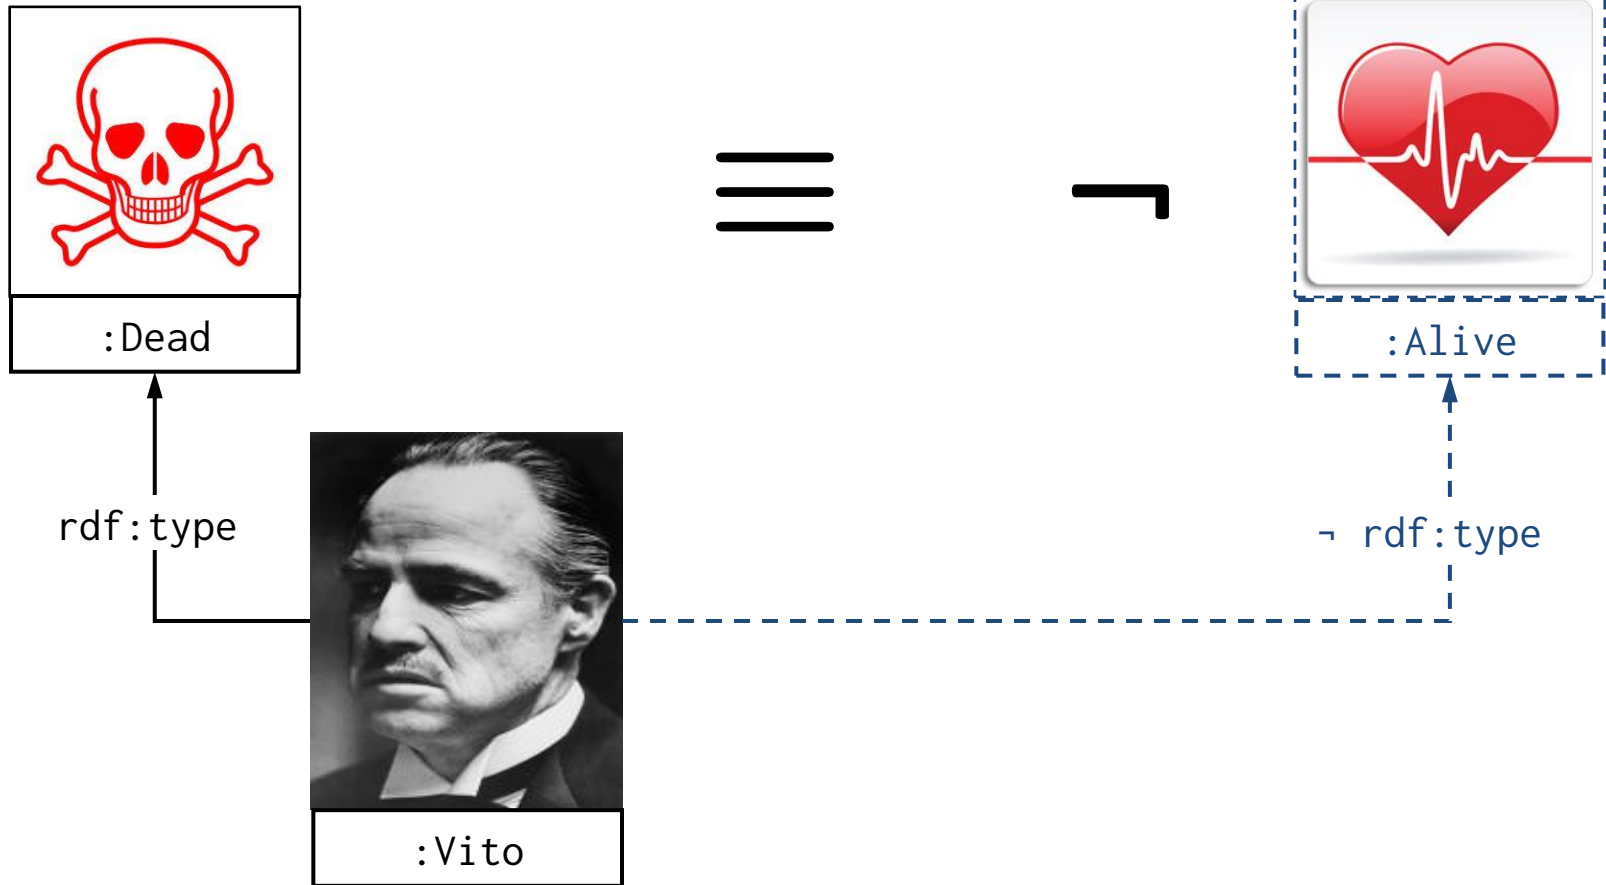 ≡ ¬
:Dead
:Alive
rdf:type
¬ rdf:type
:Vito